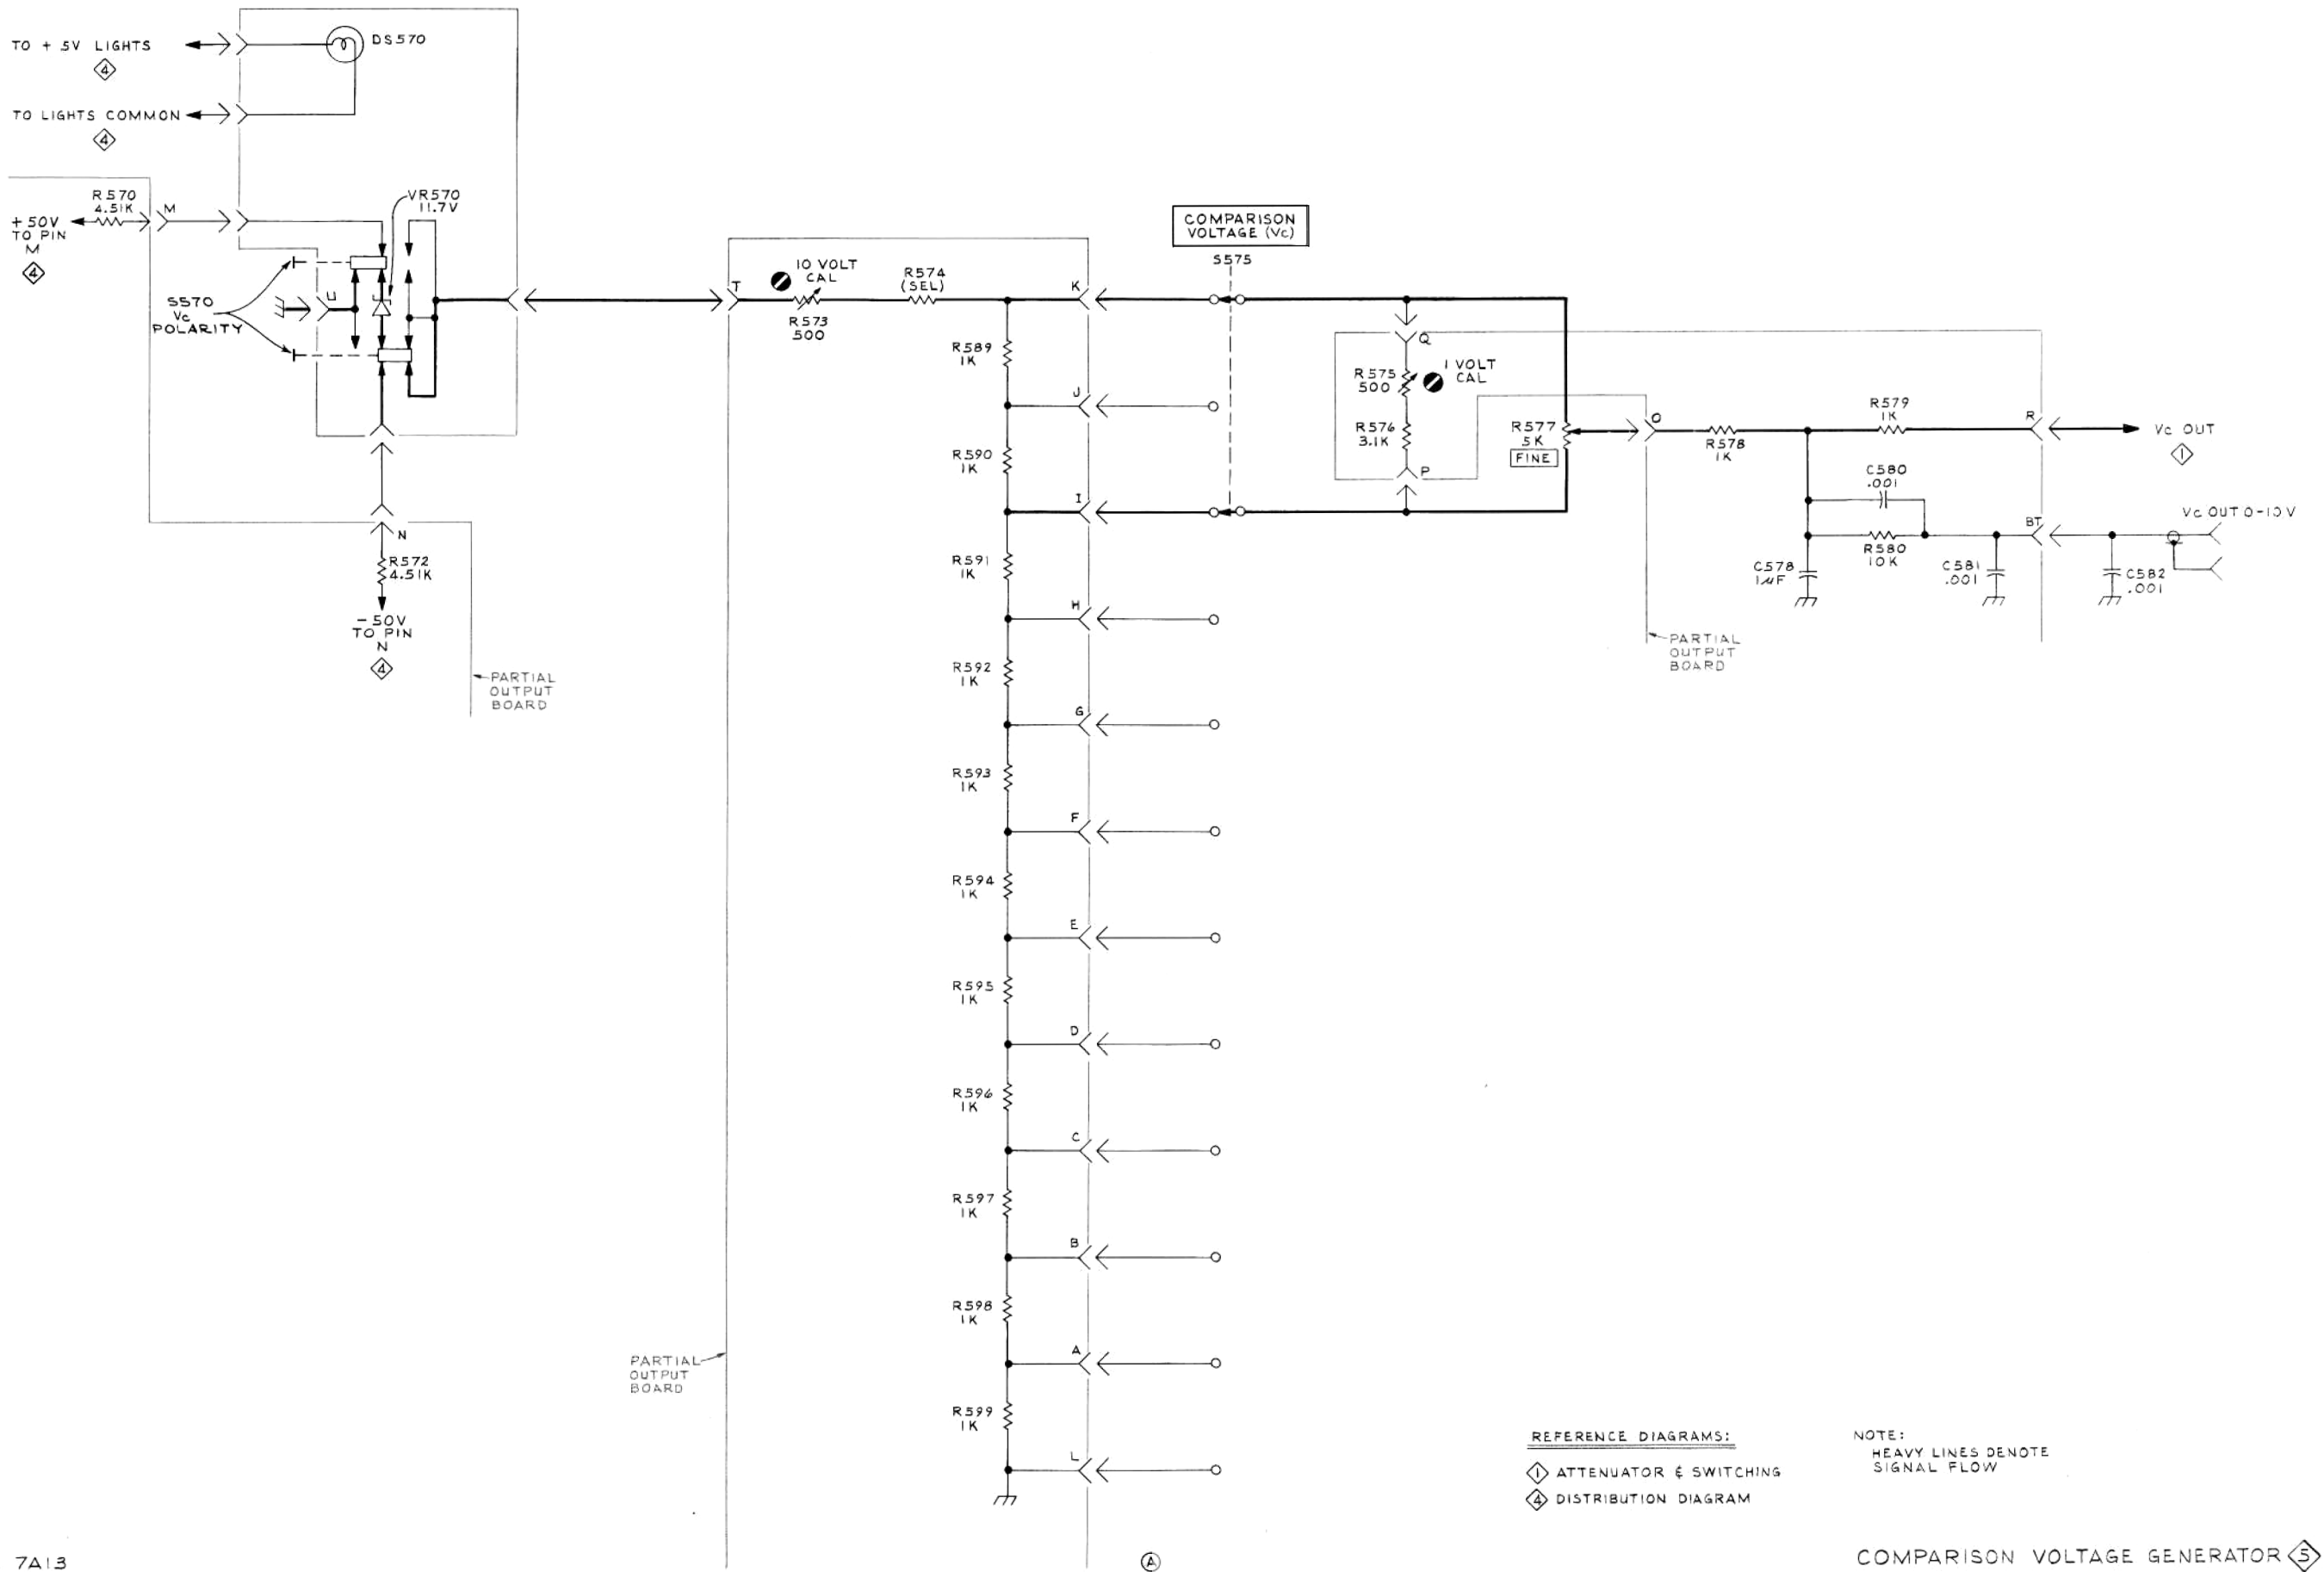 TO + 5V LIGHTS
4
DS570
TO LIGHTS COMMON
4
R570
4.51K
M
+50V
TO PIN
M
4
VR570
11.7V
S570
Vc
POLARITY
U
N
R572
4.51K
-50V
TO PIN
N
4
PARTIAL
OUTPUT
BOARD
T
10 VOLT
CAL
R573
500
R574
(SEL)
K
R589
1K
J
R590
1K
I
R591
1K
H
R592
1K
G
R593
1K
F
R594
1K
E
R595
1K
D
R596
1K
C
R597
1K
B
R598
1K
A
R599
1K
L
PARTIAL
OUTPUT
BOARD
COMPARISON
VOLTAGE (Vc)
S575
Q
R575
500
1 VOLT
CAL
R576
3.1K
P
R577
5K
FINE
O
R578
1K
R579
1K
R
Vc OUT
1
C580
.001
R580
10K
BT
Vc OUT 0-10V
C578
1µF
C581
.001
C582
.001
PARTIAL
OUTPUT
BOARD
REFERENCE DIAGRAMS:
1 ATTENUATOR & SWITCHING
4 DISTRIBUTION DIAGRAM
NOTE:
HEAVY LINES DENOTE
SIGNAL FLOW
7A13
A
COMPARISON VOLTAGE GENERATOR 5